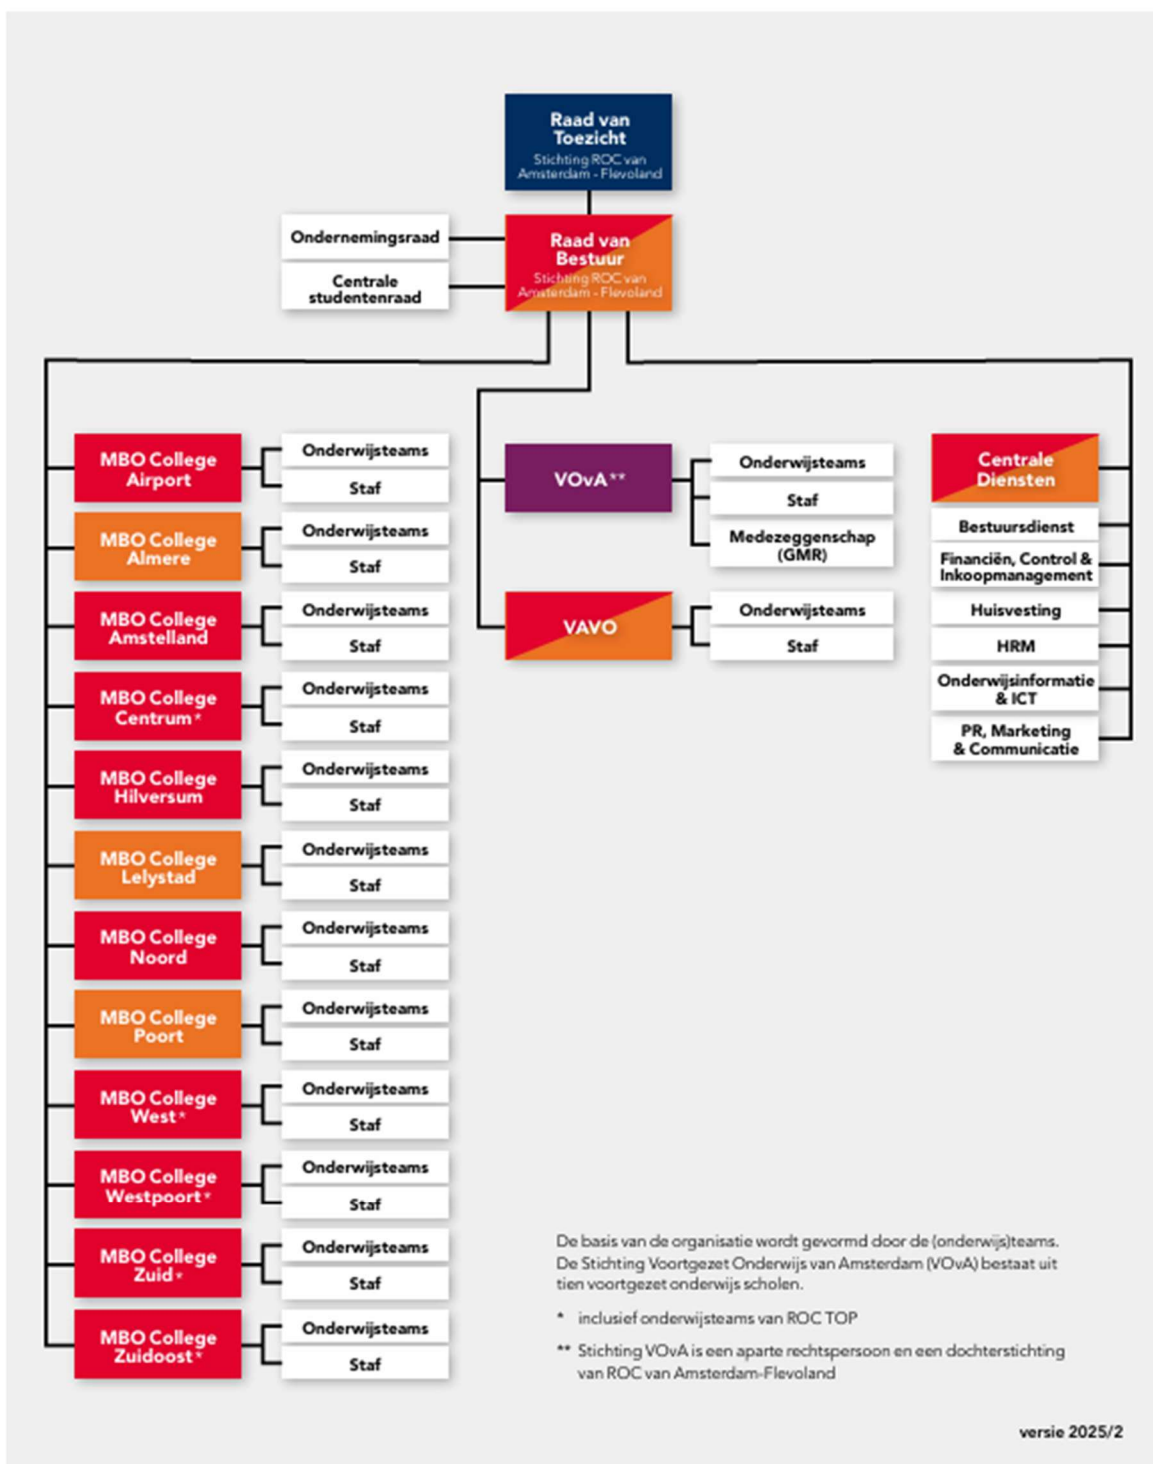 Raad van
Toezicht
Stichting ROC van
Amsterdam - Flevoland
Ondernemingsraad
Centrale
studentenraad
Raad van
Bestuur
Stichting ROC van
Amsterdam - Flevoland
MBO College
Airport
Onderwijsteams
Staf
MBO College
Almere
Onderwijsteams
Staf
MBO College
Amstelland
Onderwijsteams
Staf
MBO College
Centrum*
Onderwijsteams
Staf
MBO College
Hilversum
Onderwijsteams
Staf
MBO College
Lelystad
Onderwijsteams
Staf
MBO College
Noord
Onderwijsteams
Staf
MBO College
Poort
Onderwijsteams
Staf
MBO College
West*
Onderwijsteams
Staf
MBO College
Westpoort*
Onderwijsteams
Staf
MBO College
Zuid*
Onderwijsteams
Staf
MBO College
Zuidoost*
Onderwijsteams
Staf
VOvA**
Onderwijsteams
Staf
Medezeggenschap
(GMR)
VAVO
Onderwijsteams
Staf
Centrale
Diensten
Bestuursdienst
Financiën, Control &
Inkoopmanagement
Huisvesting
HRM
Onderwijsinformatie
& ICT
PR, Marketing
& Communicatie
De basis van de organisatie wordt gevormd door de (onderwijs)teams.
De Stichting Voortgezet Onderwijs van Amsterdam (VOvA) bestaat uit
tien voortgezet onderwijs scholen.
* inclusief onderwijsteams van ROC TOP
** Stichting VOvA is een aparte rechtspersoon en een dochterstichting
van ROC van Amsterdam-Flevoland
versie 2025/2